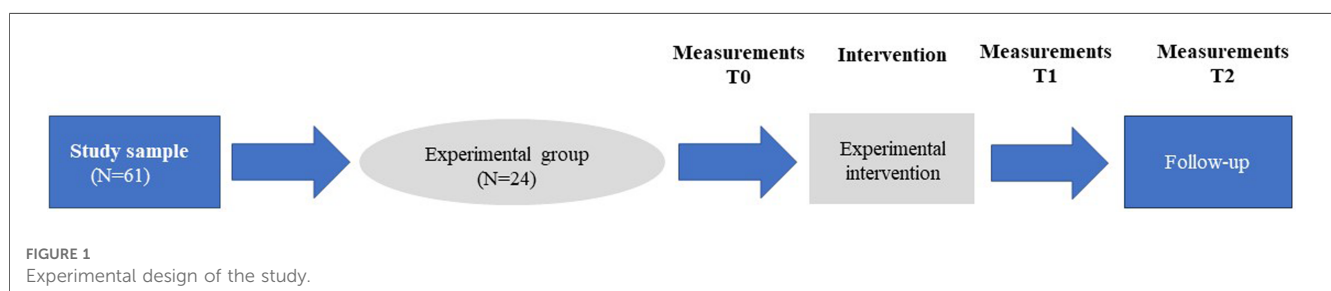 Measurements
T0
Intervention
Measurements
T1
Measurements
T2
Study sample
(N=61)
Experimental group
(N=24)
Experimental
intervention
Follow-up
FIGURE 1
Experimental design of the study.